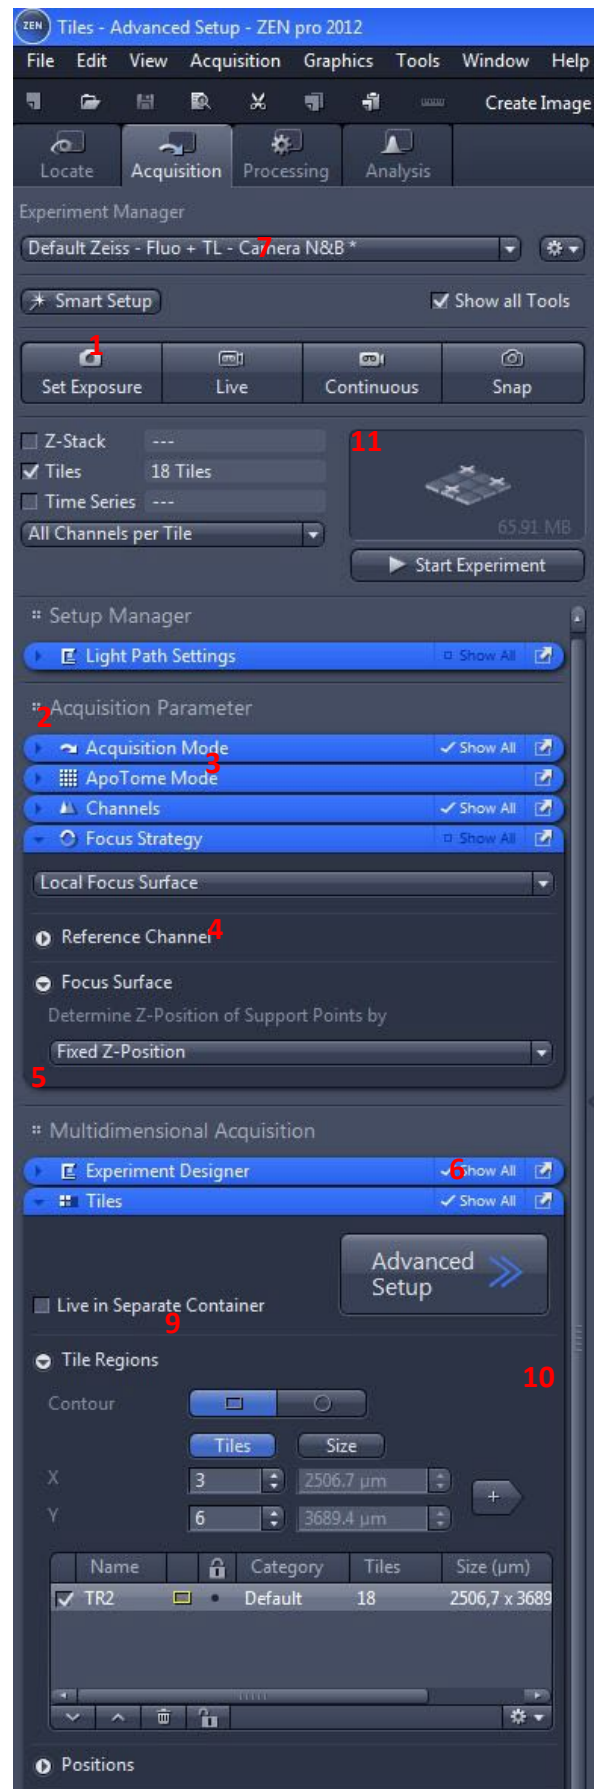 ZEN Tiles - Advanced Setup - ZEN pro 2012
File Edit View Acquisition Graphics Tools Window Help
Create Image
Locate Acquisition Processing Analysis
Experiment Manager
Default Zeiss - Fluo + TL - Camera N&B *
7
Smart Setup Show all Tools
1
Set Exposure Live Continuous Snap
Z-Stack --- 11
Tiles 18 Tiles
Time Series ---
All Channels per Tile 65.91 MB
Start Experiment
Setup Manager
Light Path Settings Show All
2 Acquisition Parameter
Acquisition Mode Show All
3
ApoTome Mode
Channels Show All
Focus Strategy Show All
Local Focus Surface
Reference Channel 4
Focus Surface
Determine Z-Position of Support Points by
Fixed Z-Position
5
Multidimensional Acquisition
Experiment Designer 6 Show All
Tiles Show All
Advanced
Setup
Live in Separate Container
9
Tile Regions
10
Contour
Tiles Size
X 3 2506.7 µm
+
Y 6 3689.4 µm
Name Category Tiles Size (µm)
TR2 Default 18 2506,7 x 3689
Positions